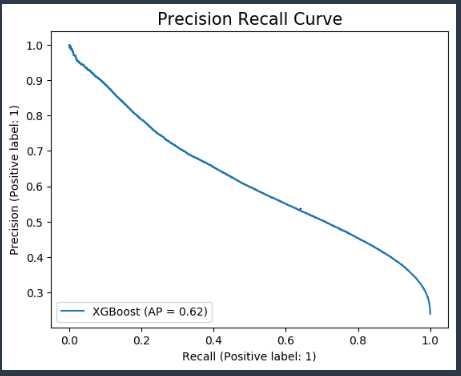 Precision Recall Curve
1.0
0.9
0.8
0.7
0.6
0.5
0.4
0.3
Precision (Positive label: 1)
XGBoost (AP = 0.62)
0.0 0.2 0.4 0.6 0.8 1.0
Recall (Positive label: 1)